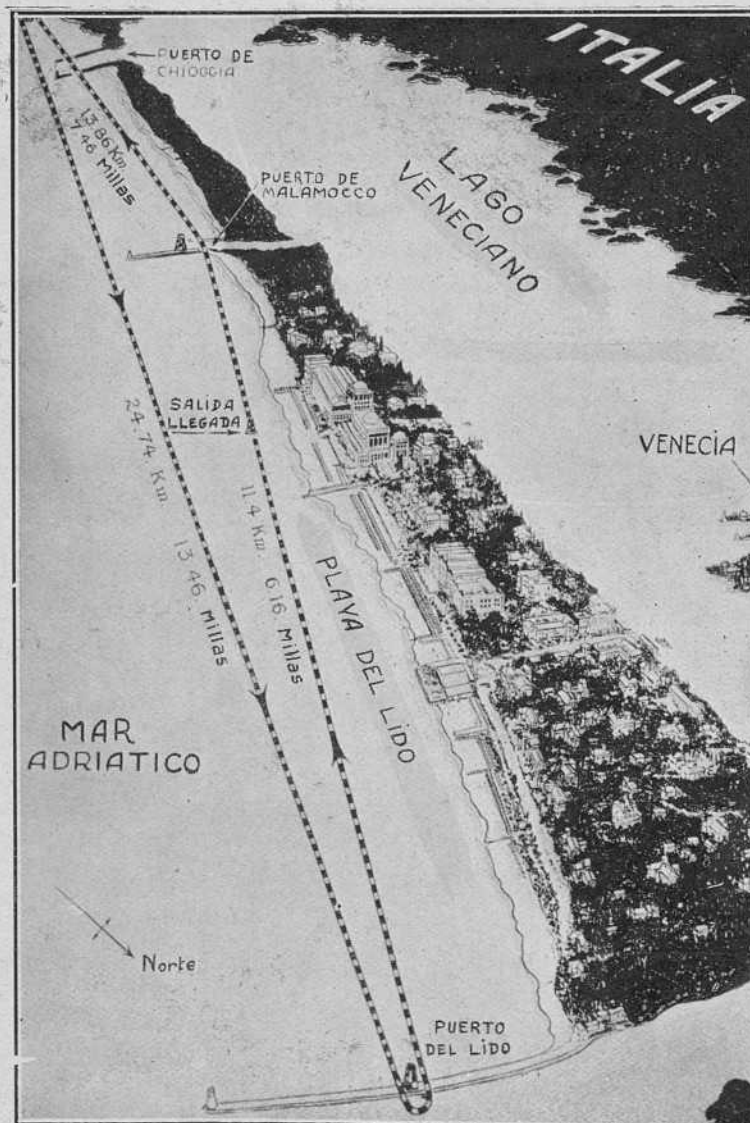 ITALIA
PUERTO DE
CHIOGGIA
13.86 Km
7.46 Millas
PUERTO DE
MALAMOCCO
LAGO
VENECIANO
SALIDA
LLEGADA
VENECIA
24.74 Km 13.46 Millas
11.4 Km. 6.16 Millas
PLAYA DEL LIDO
MAR
ADRIATICO
Norte
PUERTO
DEL LIDO